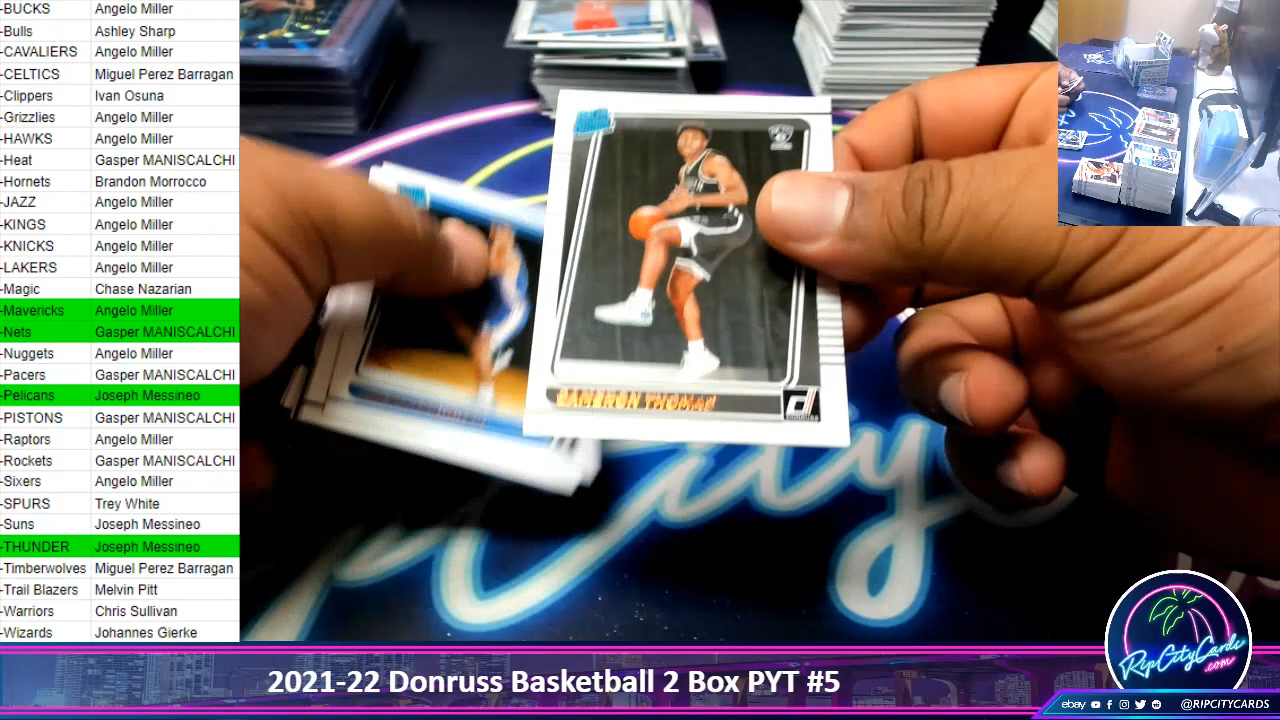 -BUCKS Angelo Miller
-Bulls Ashley Sharp
-CAVALIERS Angelo Miller
-CELTICS Miguel Perez Barragan
-Clippers Ivan Osuna
-Grizzlies Angelo Miller
-HAWKS Angelo Miller
-Heat Gasper MANISCALCHI
-Hornets Brandon Morrocco
-JAZZ Angelo Miller
-KINGS Angelo Miller
-KNICKS Angelo Miller
-LAKERS Angelo Miller
-Magic Chase Nazarian
-Mavericks Angelo Miller
-Nets Gasper MANISCALCHI
-Nuggets Angelo Miller
-Pacers Gasper MANISCALCHI
-Pelicans Joseph Messineo
-PISTONS Gasper MANISCALCHI
-Raptors Angelo Miller
-Rockets Gasper MANISCALCHI
-Sixers Angelo Miller
-SPURS Trey White
-Suns Joseph Messineo
-THUNDER Joseph Messineo
-Timberwolves Miguel Perez Barragan
-Trail Blazers Melvin Pitt
-Warriors Chris Sullivan
-Wizards Johannes Gierke
CAMERON THOMAS
DONRUSS
City
2021-22 Donruss Basketball 2 Box PYT #5
RipCityCards
.com
ebay @RIPCITYCARDS